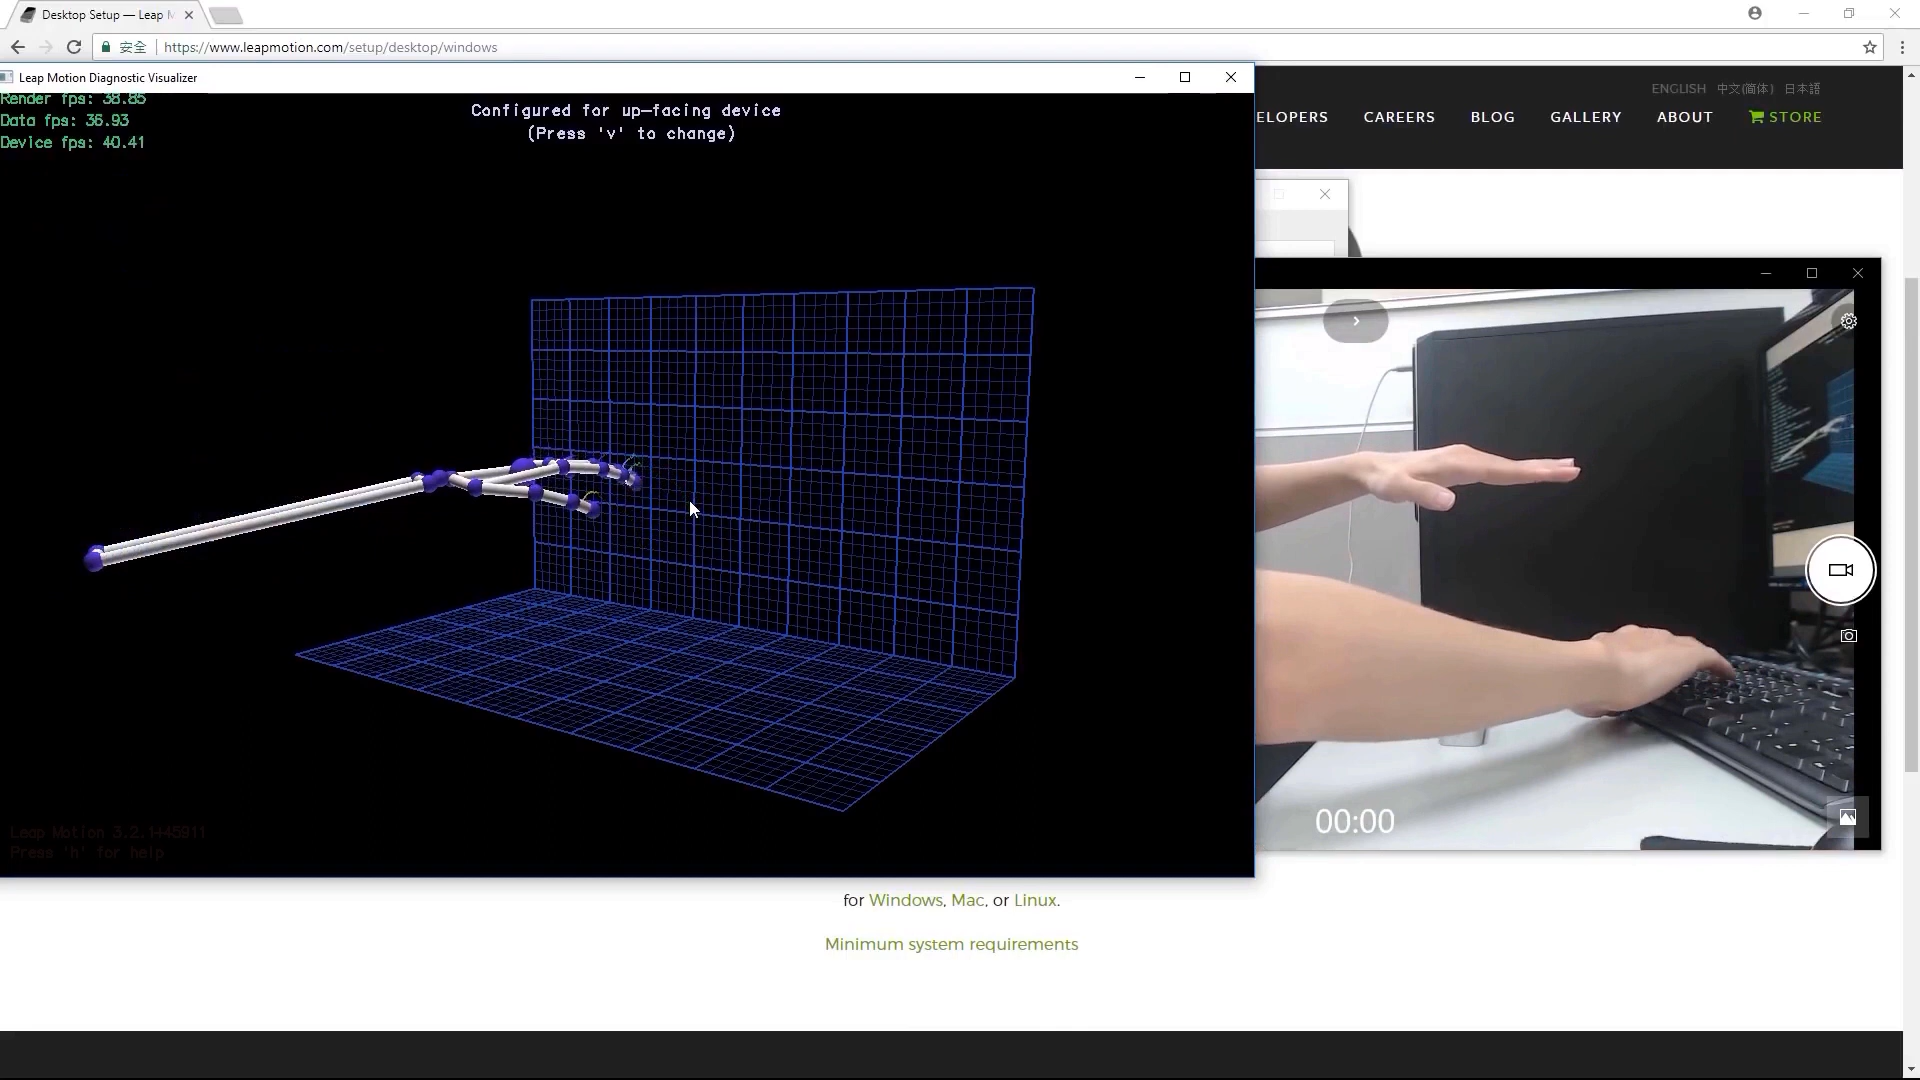 Desktop Setup — Leap M
安全 https://www.leapmotion.com/setup/desktop/windows
Leap Motion Diagnostic Visualizer
Render fps: 38.85
Data fps: 36.93
Device fps: 40.41
Configured for up-facing device
(Press 'v' to change)
ENGLISH 中文(简体) 日本語
ELOPERS CAREERS BLOG GALLERY ABOUT STORE
00:00
Leap Motion 3.2.1+45911
Press 'h' for help
for Windows, Mac, or Linux.
Minimum system requirements